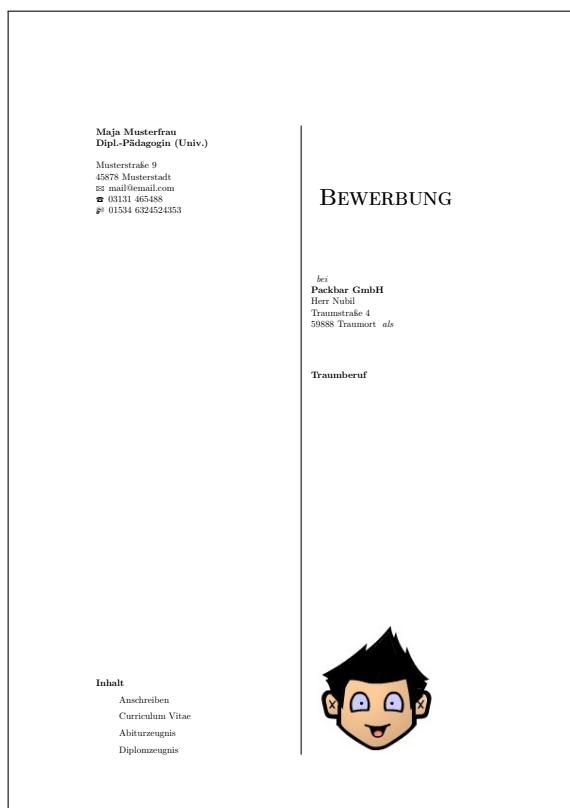 Maja Musterfrau
Dipl.-Pädagogin (Univ.)
Musterstraße 9
45878 Musterstadt
✉ mail@email.com
☎ 03131 465488
01534 6324524353
Inhalt
Anschreiben
Curriculum Vitae
Abiturzeugnis
Diplomzeugnis
BEWERBUNG
bei
Packbar GmbH
Herr Nubil
Traumstraße 4
59888 Traumort als
Traumberuf